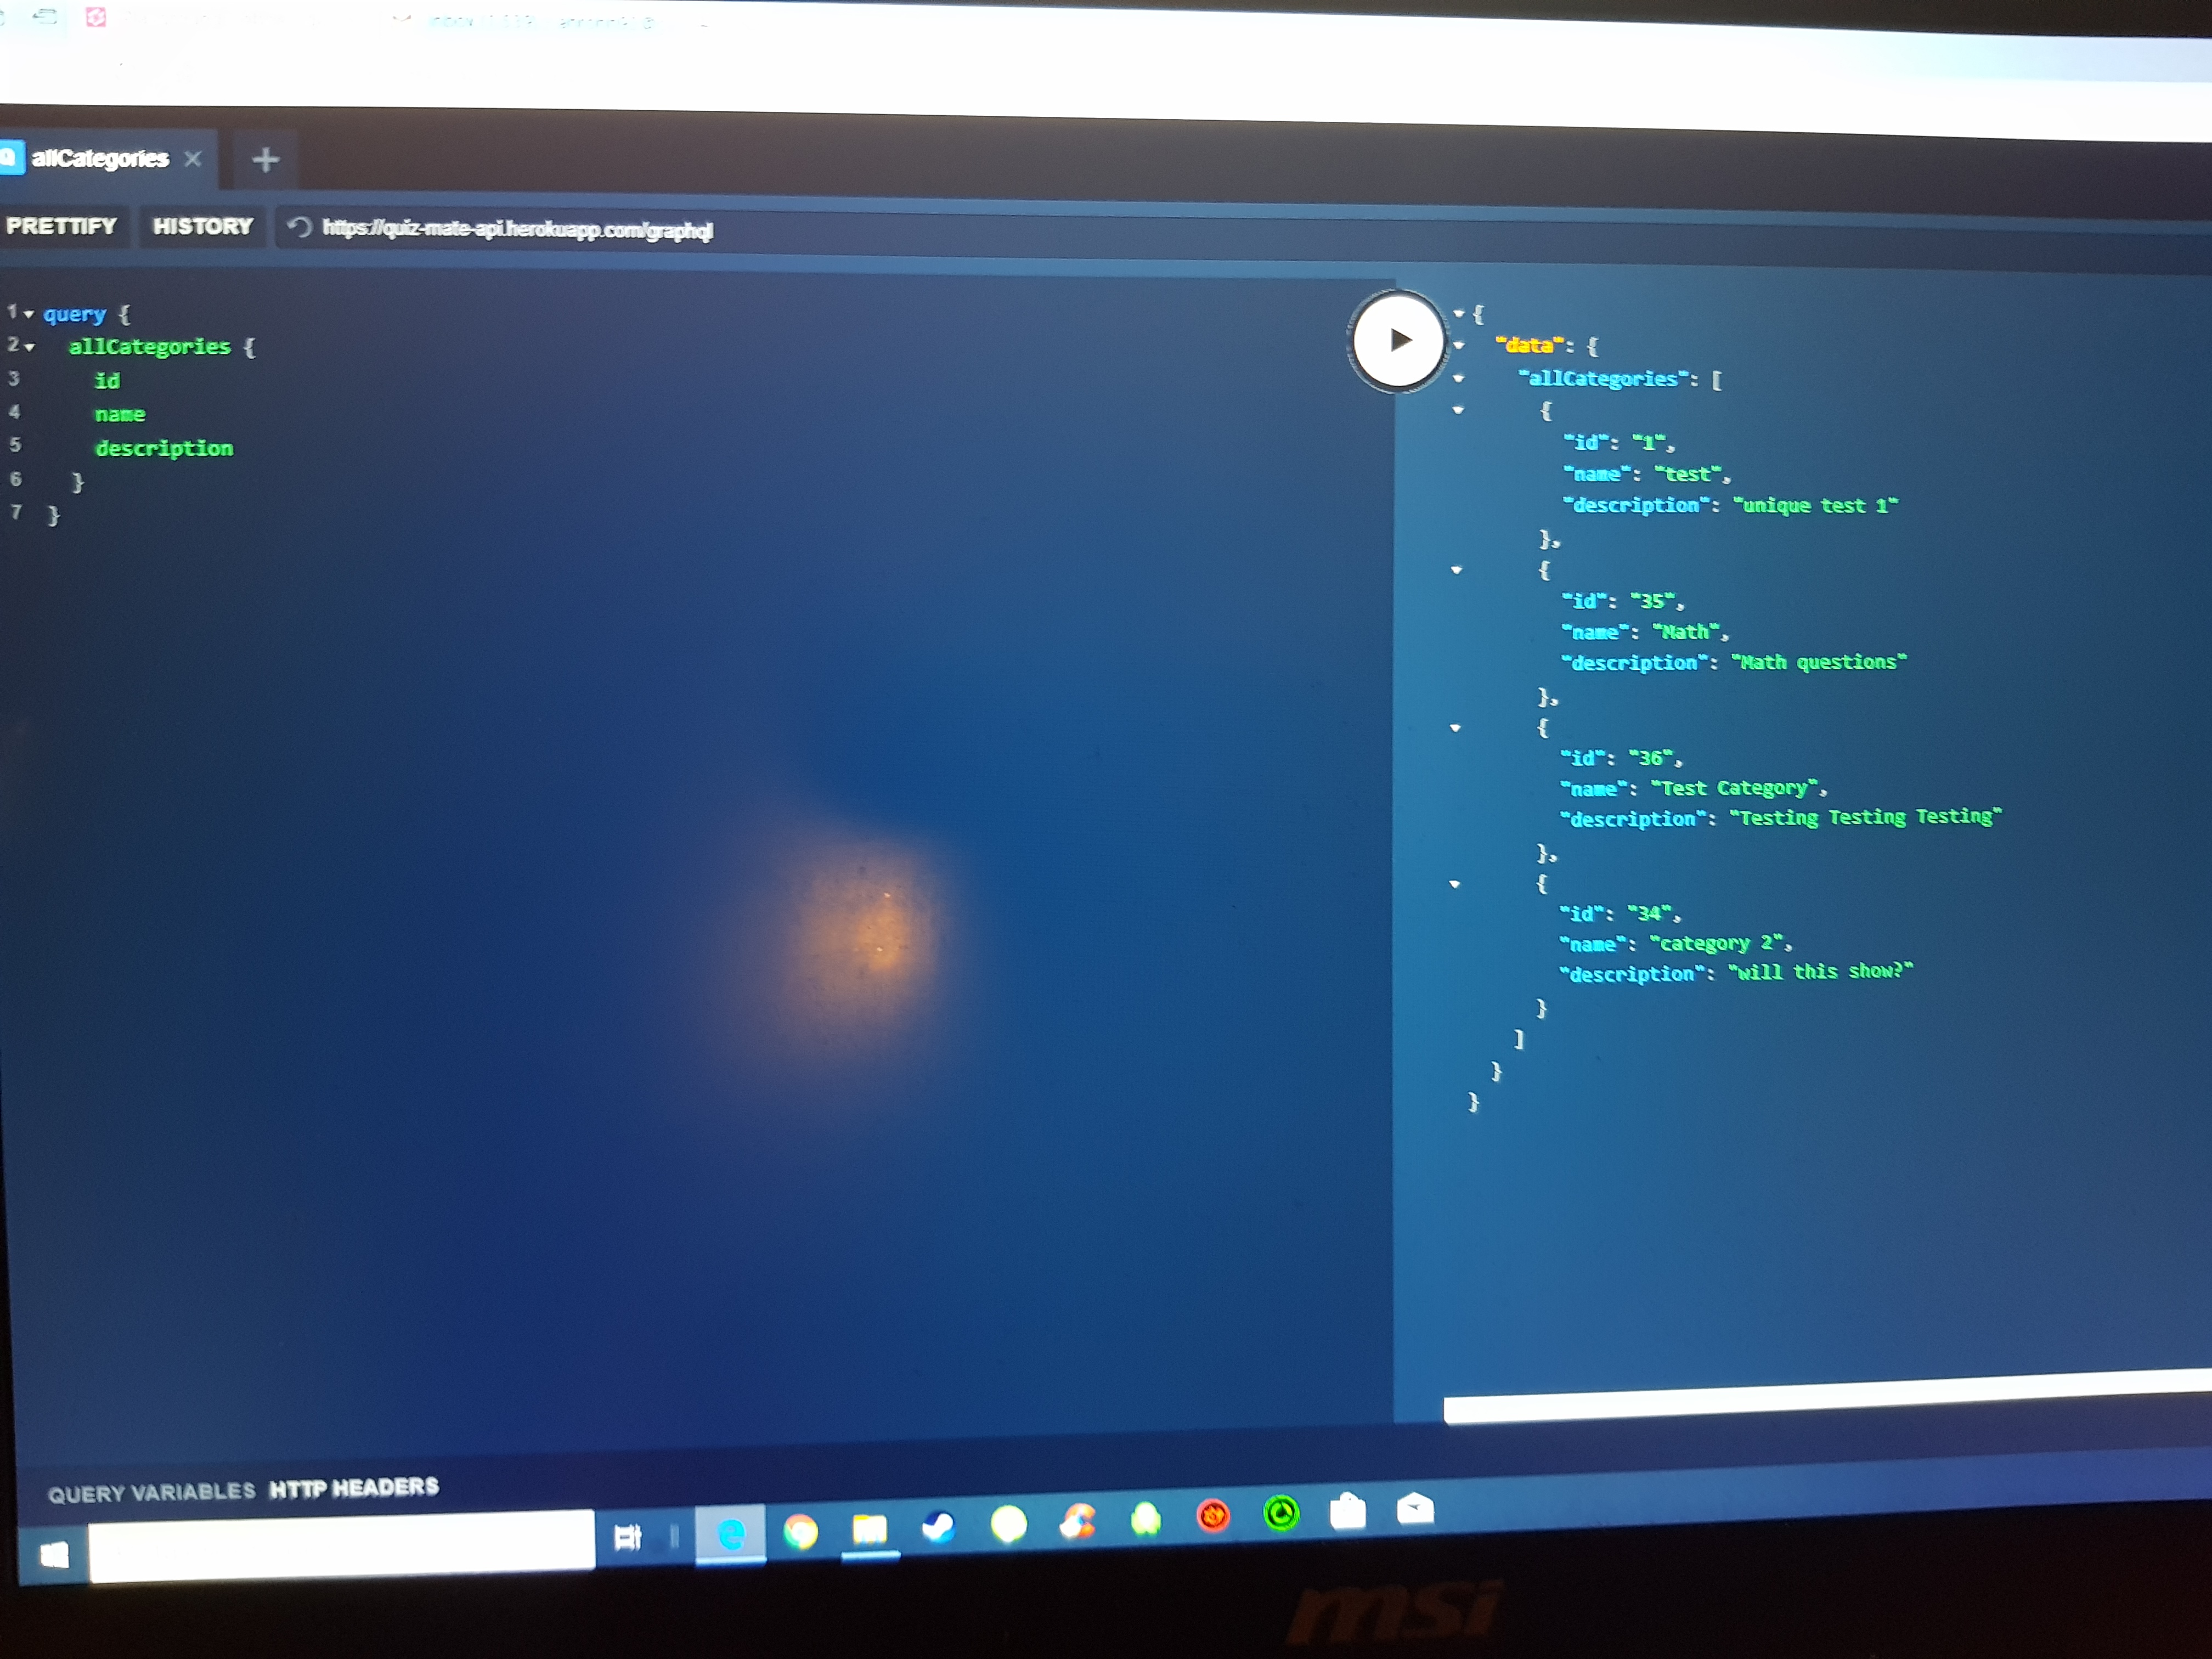 allCategories
PRETTIFY HISTORY https://quiz-mate-api.herokuapp.com/graphql
1 query {
2 allCategories {
3 id
4 name
5 description
6 }
7 }
{
"data": {
"allCategories": [
{
"id": "1",
"name": "test",
"description": "unique test 1"
},
{
"id": "35",
"name": "Math",
"description": "Math questions"
},
{
"id": "36",
"name": "Test Category",
"description": "Testing Testing Testing"
},
{
"id": "34",
"name": "category 2",
"description": "will this show?"
}
]
}
}
QUERY VARIABLES HTTP HEADERS
msi